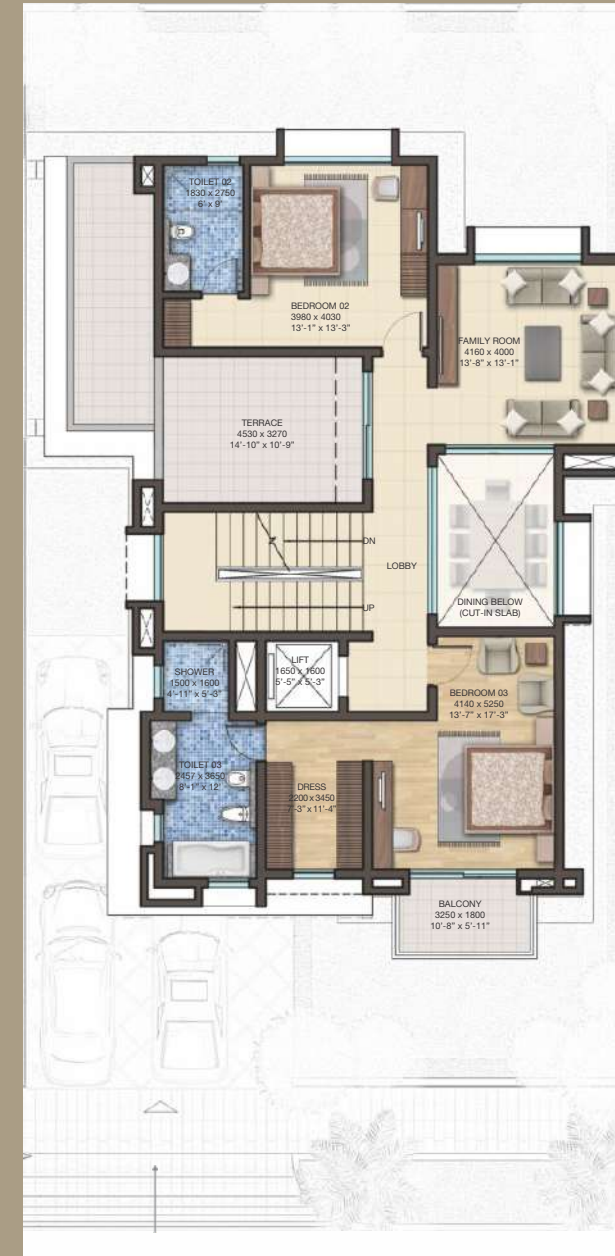 TOILET 02
1830 x 2750
6' x 9'
BEDROOM 02
3980 x 4030
13'-1" x 13'-3"
FAMILY ROOM
4160 x 4000
13'-8" x 13'-1"
TERRACE
4530 x 3270
14'-10" x 10'-9"
DN
LOBBY
UP
DINING BELOW
(CUT-IN SLAB)
LIFT
1650 x 1600
5'-5" x 5'-3"
SHOWER
1500 x 1600
4'-11" x 5'-3"
BEDROOM 03
4140 x 5250
13'-7" x 17'-3"
TOILET 03
2457 x 3650
8'-1" x 12'
DRESS
2200 x 3450
7'-3" x 11'-4"
BALCONY
3250 x 1800
10'-8" x 5'-11"